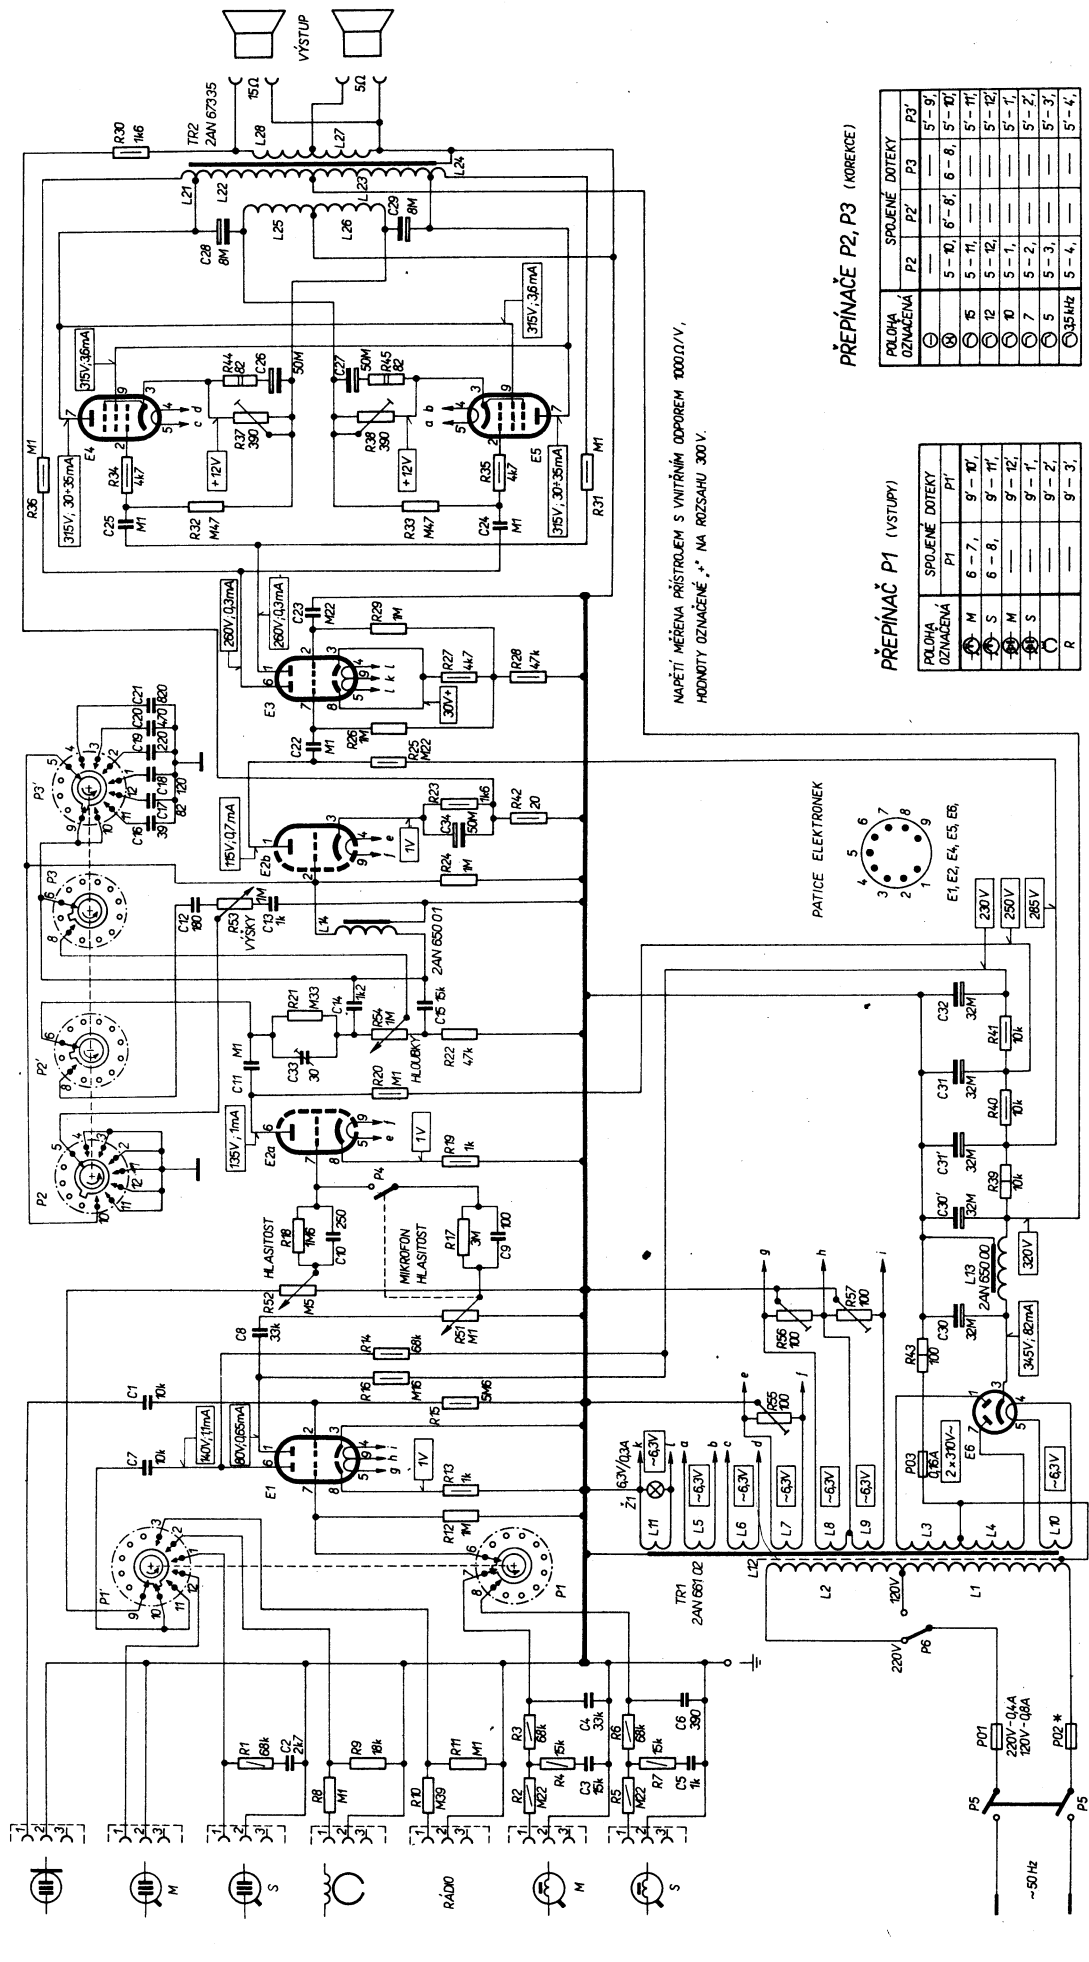 VÝSTUP
15Ω
5Ω
TR2
2AN 67335
R30
1k6
L28
L27
L24
L21
L22
L23
L25
L26
C28
8M
C29
8M
315V; 3,6mA
315V; 3,6mA
R44
82
C26
50M
C27
50M
R45
82
R37
390
R38
390
+12V
+12V
E4
E5
R34
4k7
R35
4k7
R36
M1
R31
M1
315V; 30÷35mA
315V; 30÷35mA
C25
M1
C24
M1
R32
M47
R33
M47
260V; 0,3mA
260V; 0,3mA
C23
M22
R29
1M
E3
R27
4k7
R28
47k
30V+
C22
M1
R26
1M
R25
M22
P3'
C21
820
C20
470
C19
220
C18
120
C17
82
C16
39
115V; 0,7mA
E2b
R23
1k6
C34
50M
R42
20
1V
R24
1M
P3
C12
180
R53
1M
VÝŠKY
C13
1k
L14
2AN 650 01
R21
M33
C14
1k2
C33
30
R54
1M
HLOUBKY
C15
15k
R22
47k
P2'
C11
M1
R20
M1
135V; 1mA
E2a
1V
R19
1k
P2
P4
HLASITOST
R18
1M6
C10
250
MIKROFON
HLASITOST
R17
3M
C9
100
R52
M5
C8
33k
R51
M1
R14
68k
R16
M16
R15
5M6
C1
10k
C7
10k
140V; 1,1mA
80V; 0,65mA
E1
1V
R13
1k
R12
1M
P1'
P1
R1
68k
C2
2k7
R9
18k
R8
M1
R11
M1
R10
M39
R3
68k
C4
33k
R4
15k
C3
15k
R2
M22
R6
68k
C6
390
R7
15k
C5
1k
R5
M22
M
S
RÁDIO
M
S
NAPĚTÍ MĚŘENA PŘÍSTROJEM S VNITŘNÍM ODPOREM 1000Ω/V,
HODNOTY OZNAČENÉ „+“ NA ROZSAHU 300 V.
PATICE ELEKTRONEK
E1, E2, E4, E5, E6,
230V
250V
285V
C32
32M
R41
10k
C31
32M
R40
10k
C31'
32M
R39
10k
C30'
32M
L13
2AN 650 00
320V
C30
32M
345V; 82mA
R43
100
E6
P03
0,16A
2 x 310V~
~6,3V
R56
100
R57
100
R55
100
6,3V/0,3A
Ž1
~6,3V
~6,3V
~6,3V
~6,3V
~6,3V
~6,3V
L11
L5
L6
L7
L8
L9
L3
L4
L10
TR1
2AN 661 02
L12
L2
L1
120V
220V
P6
P01
220V-0,4A
120V-0,8A
P02 *
P5
P5
~50 Hz
PŘEPÍNAČ P1 (VSTUPY)
POLOHA OZNAČENÁ SPOJENÉ DOTEKY
P1 P1'
M 6 - 7, 9' - 10',
S 6 - 8, 9' - 11',
M — 9' - 12',
S — 9' - 1',
— 9' - 2',
R — 9' - 3',
PŘEPÍNAČE P2, P3 (KOREKCE)
POLOHA OZNAČENÁ SPOJENÉ DOTEKY
P2 P2' P3 P3'
— — — 5' - 9',
5 - 10, 6' - 8', 6 - 8, 5' - 10',
15 5 - 11, — — 5' - 11',
12 5 - 12, — — 5' - 12',
10 5 - 1, — — 5' - 1',
7 5 - 2, — — 5' - 2',
5 5 - 3, — — 5' - 3',
3,5 kHz 5 - 4, — — 5' - 4',